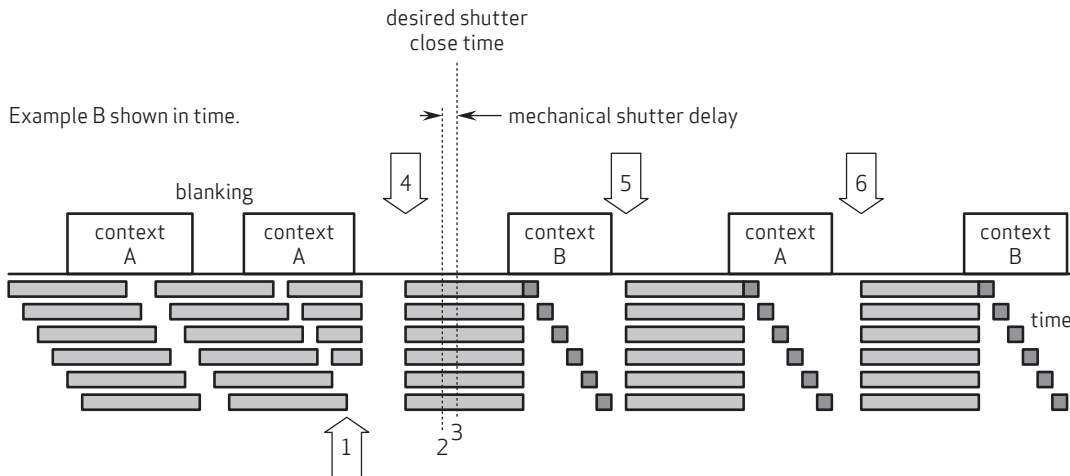 desired shutter
close time
Example B shown in time.
mechanical shutter delay
4
5
6
blanking
context
A
context
A
context
B
context
A
context
B
time
1
2
3